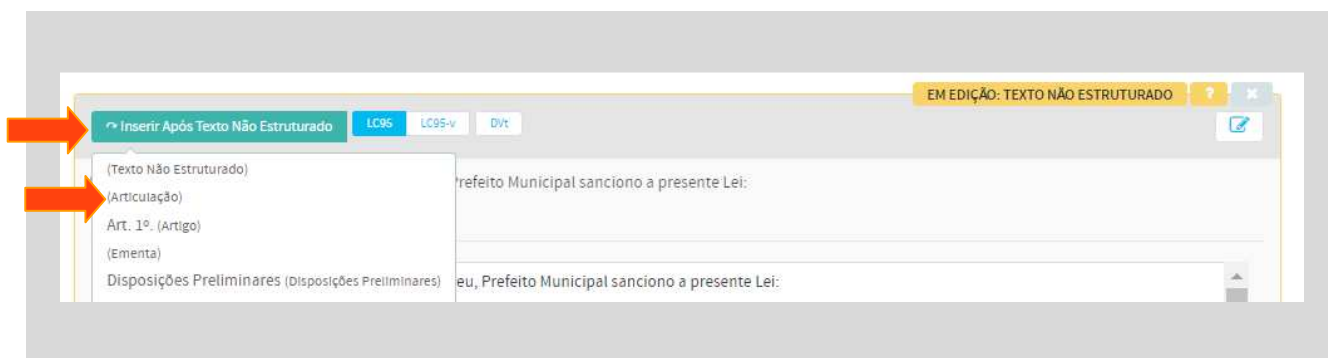 EM EDIÇÃO: TEXTO NÃO ESTRUTURADO ? ×
Inserir Após Texto Não Estruturado LC95 LC95-v DVt
(Texto Não Estruturado)
Prefeito Municipal sanciono a presente Lei:
(Articulação)
Art. 1º. (Artigo)
(Ementa)
Disposições Preliminares (Disposições Preliminares)
eu, Prefeito Municipal sanciono a presente Lei: